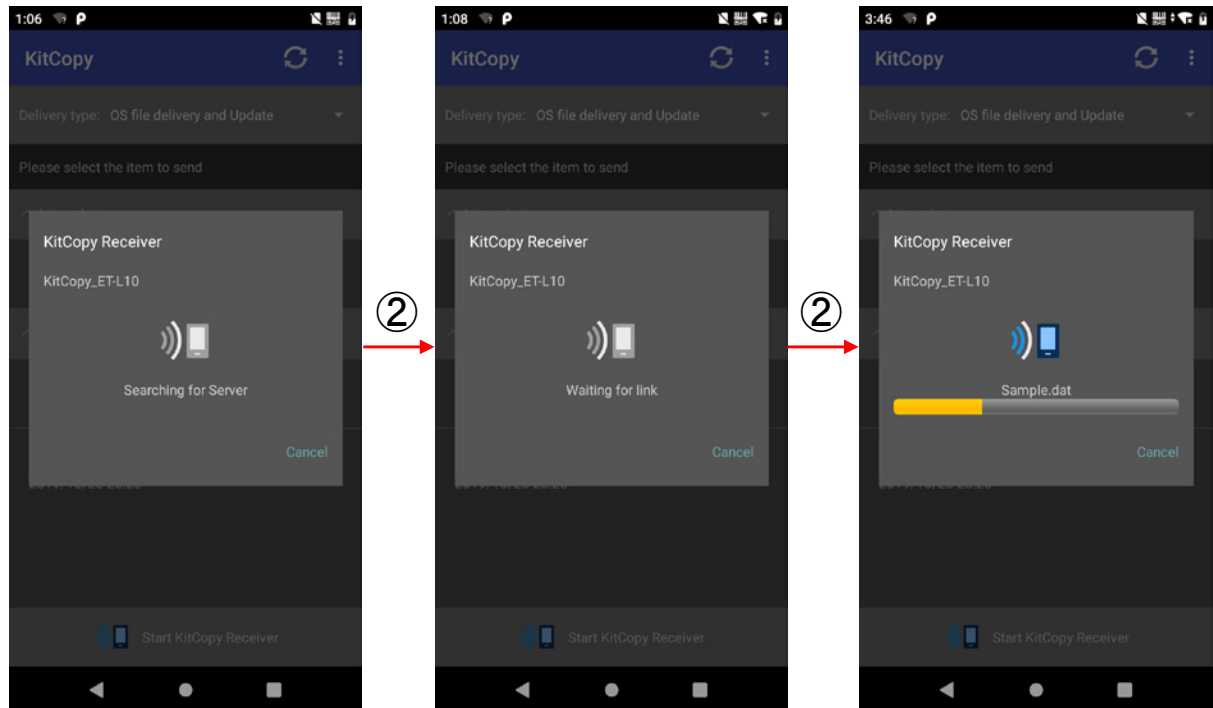 1:06
KitCopy
Delivery type: OS file delivery and Update
Please select the item to send
KitCopy Receiver
KitCopy_ET-L10
Searching for Server
Cancel
Start KitCopy Receiver
②
1:08
KitCopy
Delivery type: OS file delivery and Update
Please select the item to send
KitCopy Receiver
KitCopy_ET-L10
Waiting for link
Cancel
Start KitCopy Receiver
②
3:46
KitCopy
Delivery type: OS file delivery and Update
Please select the item to send
KitCopy Receiver
KitCopy_ET-L10
Sample.dat
Cancel
Start KitCopy Receiver